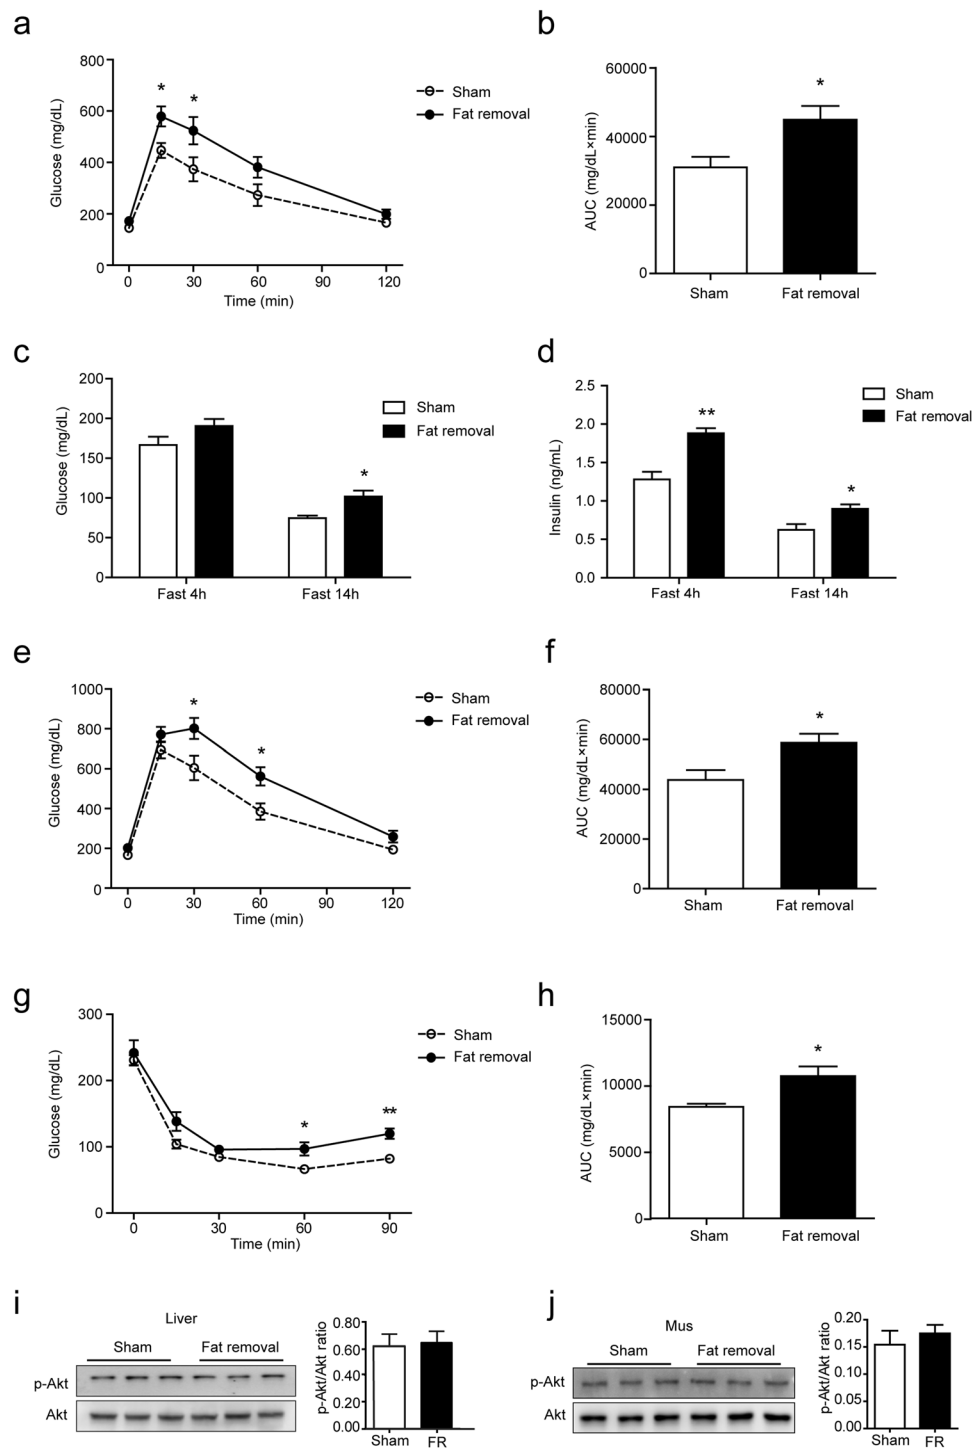 a
800
600
400
200
0
Glucose (mg/dL)
*
*
0 30 60 90 120
Time (min)
Sham
Fat removal
b
60000
40000
20000
0
AUC (mg/dL×min)
*
Sham Fat removal
c
200
200
150
100
50
0
Glucose (mg/dL)
*
Fast 4h Fast 14h
Sham
Fat removal
d
2.5
2.0
1.5
1.0
0.5
0.0
Insulin (ng/mL)
**
*
Fast 4h Fast 14h
Sham
Fat removal
e
1000
800
600
400
200
0
Glucose (mg/dL)
*
*
0 30 60 90 120
Time (min)
Sham
Fat removal
f
80000
60000
40000
20000
0
AUC (mg/dL×min)
*
Sham Fat removal
g
300
200
100
0
Glucose (mg/dL)
*
**
0 30 60 90
Time (min)
Sham
Fat removal
h
15000
10000
5000
0
AUC (mg/dL×min)
*
Sham Fat removal
i
Liver
Sham Fat removal
p-Akt
Akt
0.80
0.60
0.40
0.20
0.00
p-Akt/Akt ratio
Sham FR
j
Mus
Sham Fat removal
p-Akt
Akt
0.20
0.15
0.10
0.05
0.00
p-Akt/Akt ratio
Sham FR